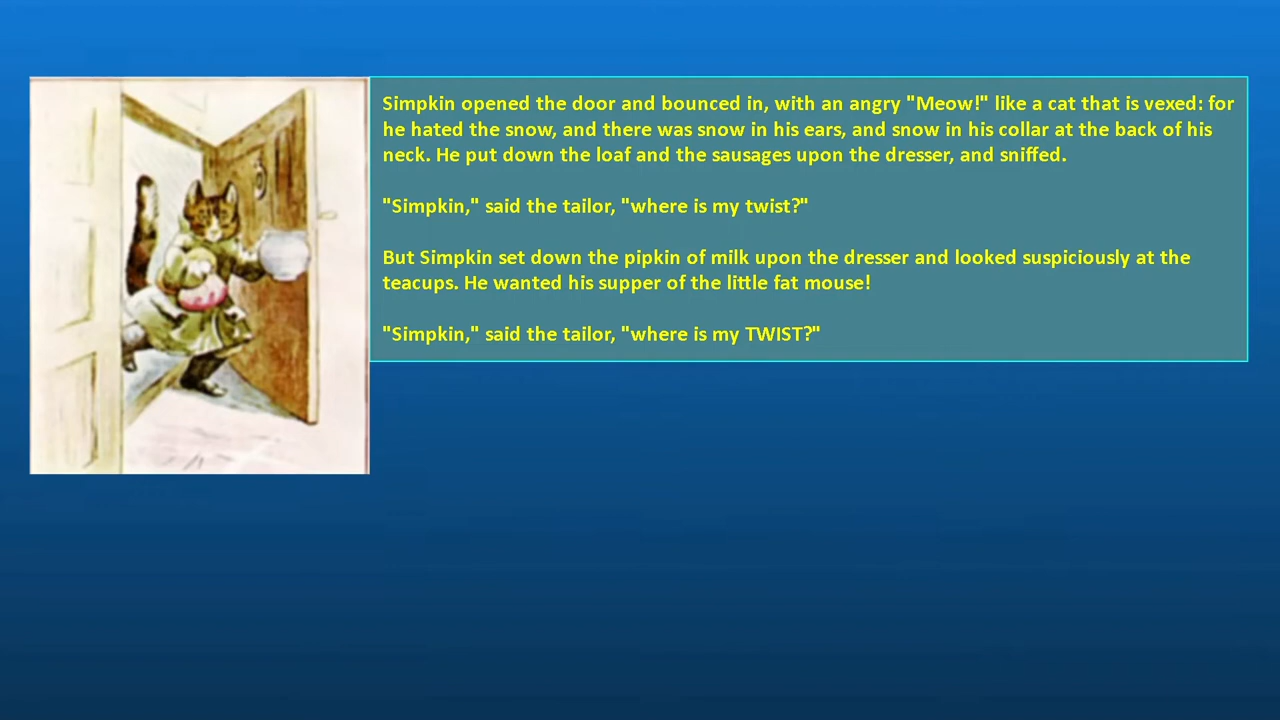 Simpkin opened the door and bounced in, with an angry "Meow!" like a cat that is vexed: for
he hated the snow, and there was snow in his ears, and snow in his collar at the back of his
neck. He put down the loaf and the sausages upon the dresser, and sniffed.
"Simpkin," said the tailor, "where is my twist?"
But Simpkin set down the pipkin of milk upon the dresser and looked suspiciously at the
teacups. He wanted his supper of the little fat mouse!
"Simpkin," said the tailor, "where is my TWIST?"